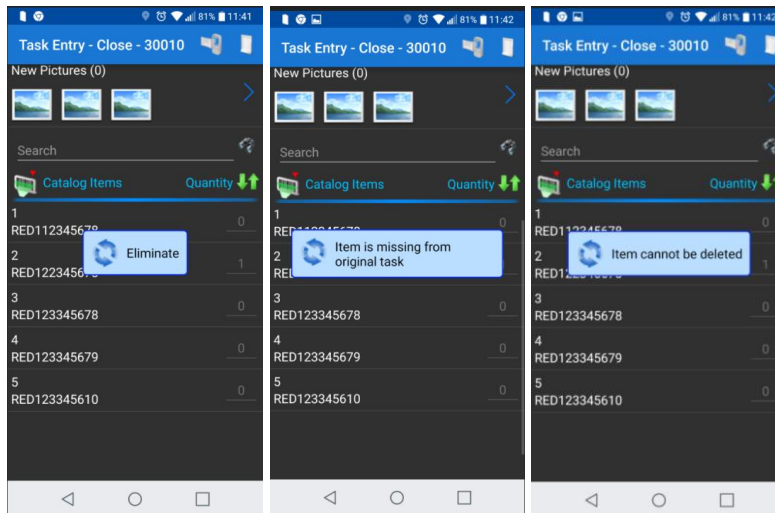 81% 11:41
Task Entry - Close - 30010
New Pictures (0)
Search
Catalog Items Quantity
1
RED112345678 0
Eliminate
2
1
3
RED123345678 0
4
RED123345679 0
5
RED123345610 0
81% 11:42
Task Entry - Close - 30010
New Pictures (0)
Search
Catalog Items Quantity
1
0
Item is missing from
original task
2
3
RED123345678 0
4
RED123345679 0
5
RED123345610 0
81% 11:42
Task Entry - Close - 30010
New Pictures (0)
Search
Catalog Items Quantity
1
0
Item cannot be deleted
2
1
3
RED123345678 0
4
RED123345679 0
5
RED123345610 0